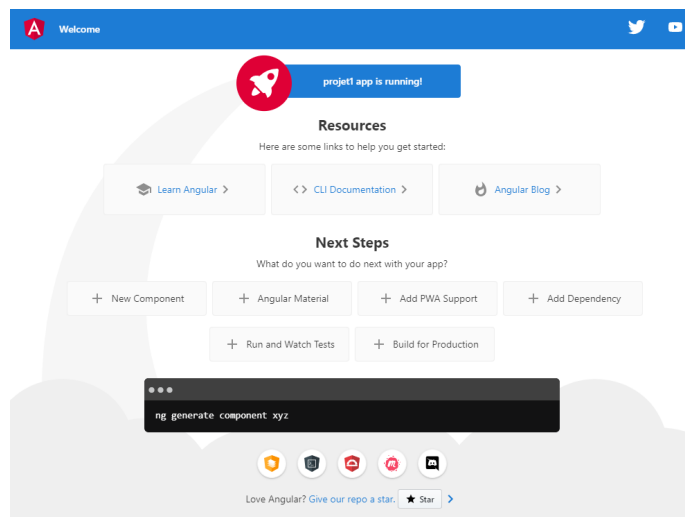 Welcome
projet1 app is running!
Resources
Here are some links to help you get started:
Learn Angular
CLI Documentation
Angular Blog
Next Steps
What do you want to do next with your app?
New Component
Angular Material
Add PWA Support
Add Dependency
Run and Watch Tests
Build for Production
ng generate component xyz
Love Angular? Give our repo a star. Star